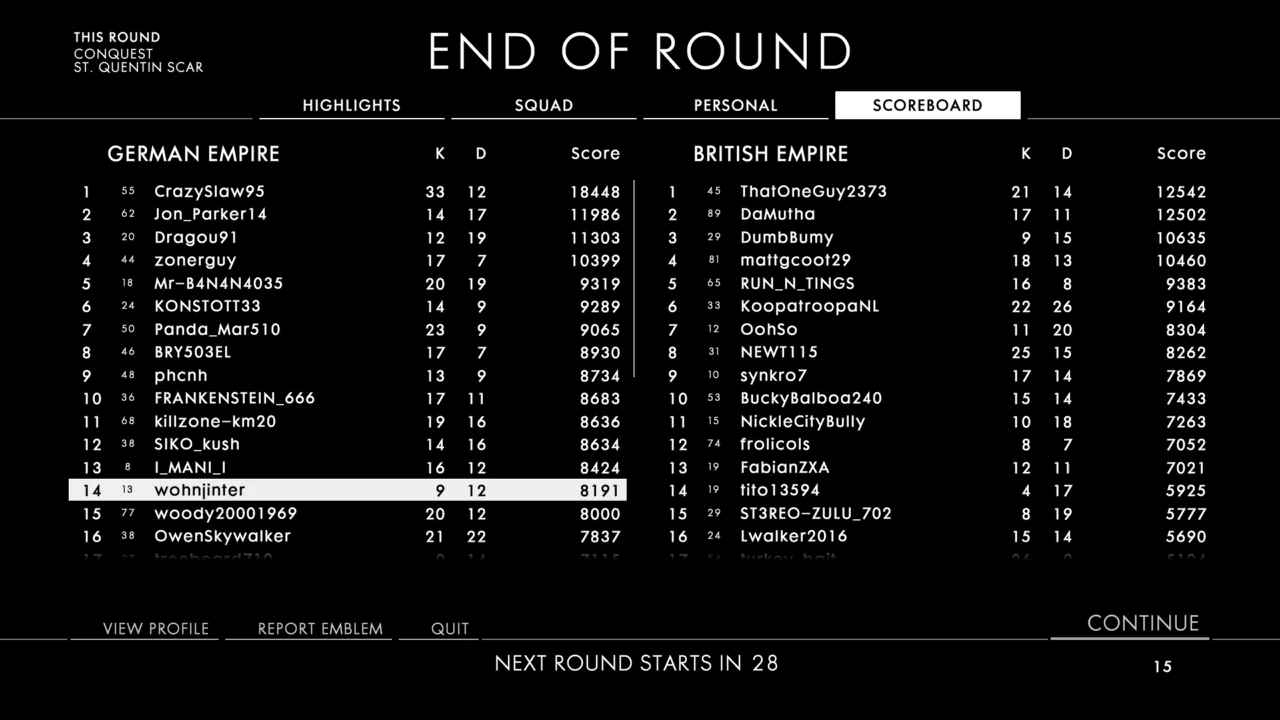 THIS ROUND
CONQUEST
ST. QUENTIN SCAR
END OF ROUND
HIGHLIGHTS SQUAD PERSONAL SCOREBOARD
GERMAN EMPIRE K D Score
1 55 CrazySlaw95 33 12 18448
2 62 Jon_Parker14 14 17 11986
3 20 Dragou91 12 19 11303
4 44 zonerguy 17 7 10399
5 18 Mr-B4N4N4035 20 19 9319
6 24 KONSTOTT33 14 9 9289
7 50 Panda_Mar510 23 9 9065
8 46 BRY503EL 17 7 8930
9 48 phcnh 13 9 8734
10 36 FRANKENSTEIN_666 17 11 8683
11 68 killzone-km20 19 16 8636
12 38 SIKO_kush 14 16 8634
13 8 I_MANI_I 16 12 8424
14 13 wohnjinter 9 12 8191
15 77 woody20001969 20 12 8000
16 38 OwenSkywalker 21 22 7837
BRITISH EMPIRE K D Score
1 45 ThatOneGuy2373 21 14 12542
2 89 DaMutha 17 11 12502
3 29 DumbBumy 9 15 10635
4 81 mattgcoot29 18 13 10460
5 65 RUN_N_TINGS 16 8 9383
6 33 KoopatroopaNL 22 26 9164
7 12 OohSo 11 20 8304
8 31 NEWT115 25 15 8262
9 10 synkro7 17 14 7869
10 53 BuckyBalboa240 15 14 7433
11 15 NickleCityBully 10 18 7263
12 74 frolicols 8 7 7052
13 19 FabianZXA 12 11 7021
14 19 tito13594 4 17 5925
15 29 ST3REO-ZULU_702 8 19 5777
16 24 Lwalker2016 15 14 5690
VIEW PROFILE REPORT EMBLEM QUIT CONTINUE
NEXT ROUND STARTS IN 28
15